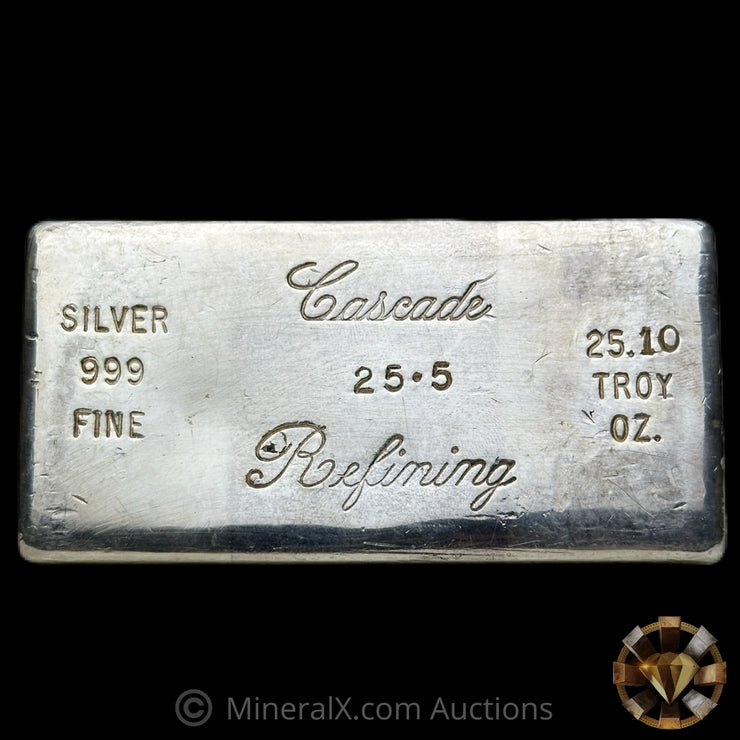 SILVER
999
FINE
Cascade
25·5
Refining
25.10
TROY
OZ.
© MineralX.com Auctions